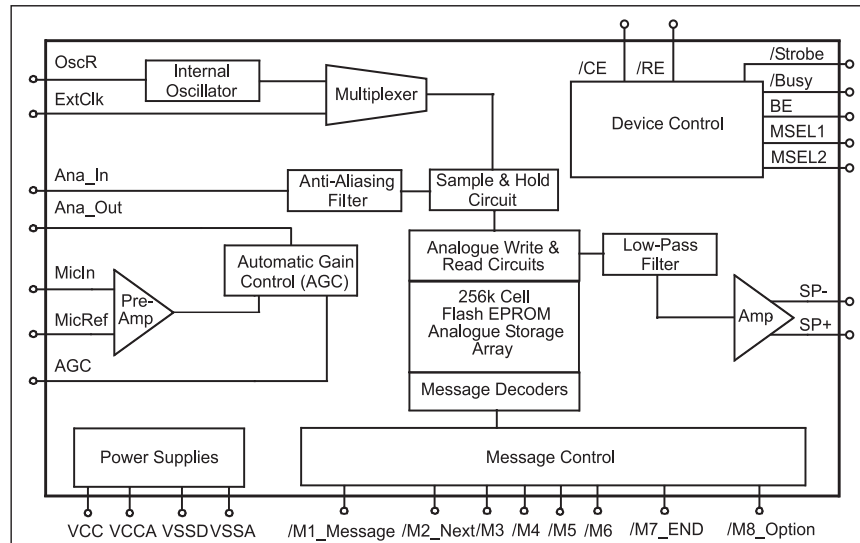 OscR
Internal
Oscillator
ExtClk
Multiplexer
/CE
/RE
/Strobe
/Busy
BE
MSEL1
MSEL2
Device Control
Ana_In
Anti-Aliasing
Filter
Sample & Hold
Circuit
Ana_Out
Automatic Gain
Control (AGC)
Analogue Write &
Read Circuits
Low-Pass
Filter
MicIn
Pre-
Amp
MicRef
256k Cell
Flash EPROM
Analogue Storage
Array
Amp
SP-
SP+
AGC
Message Decoders
Power Supplies
Message Control
VCC
VCCA
VSSD
VSSA
/M1_Message
/M2_Next
/M3
/M4
/M5
/M6
/M7_END
/M8_Option